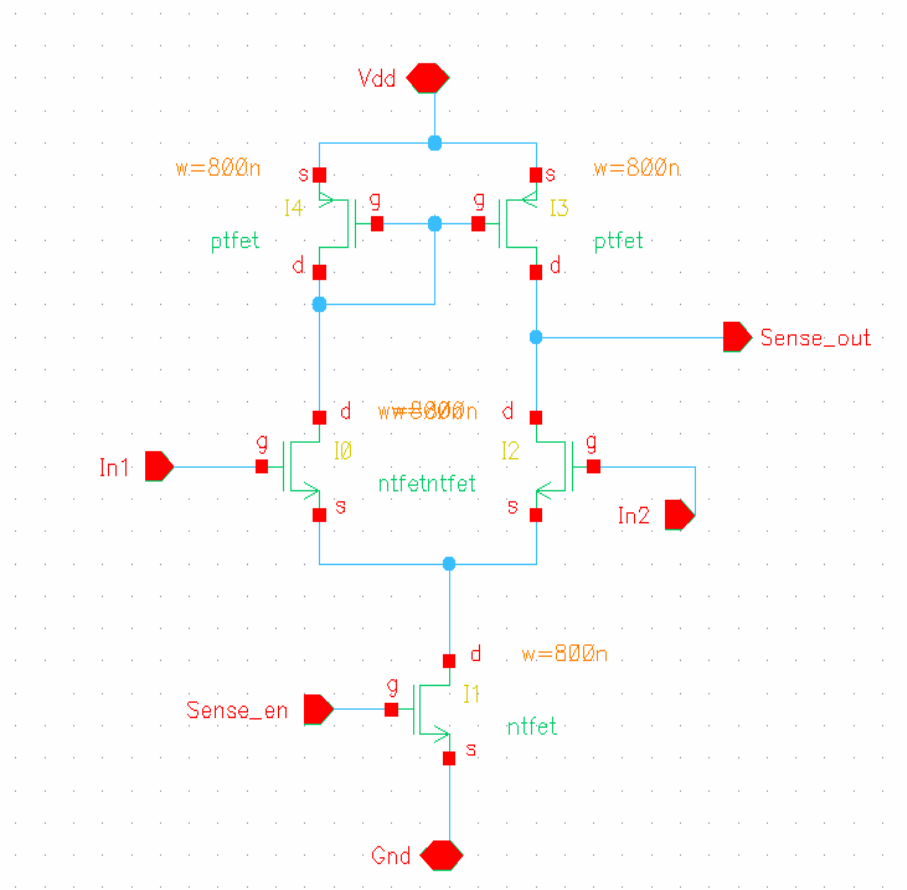 Vdd
w=800n w=800n
s s
I4 g g I3
ptfet ptfet
d d
Sense_out
d d
g I0 I2 g
In1
ntfetntfet
s s
In2
d w=800n
g I1
Sense_en
ntfet
s
Gnd